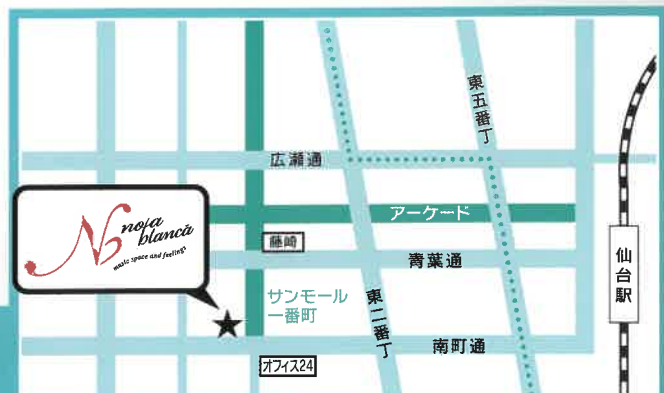 東五番丁
広瀬通
アーケード
nota
blanca
music space and feelings
藤崎
青葉通
仙台駅
サンモール
一番町
東二番丁
南町通
オフィス24